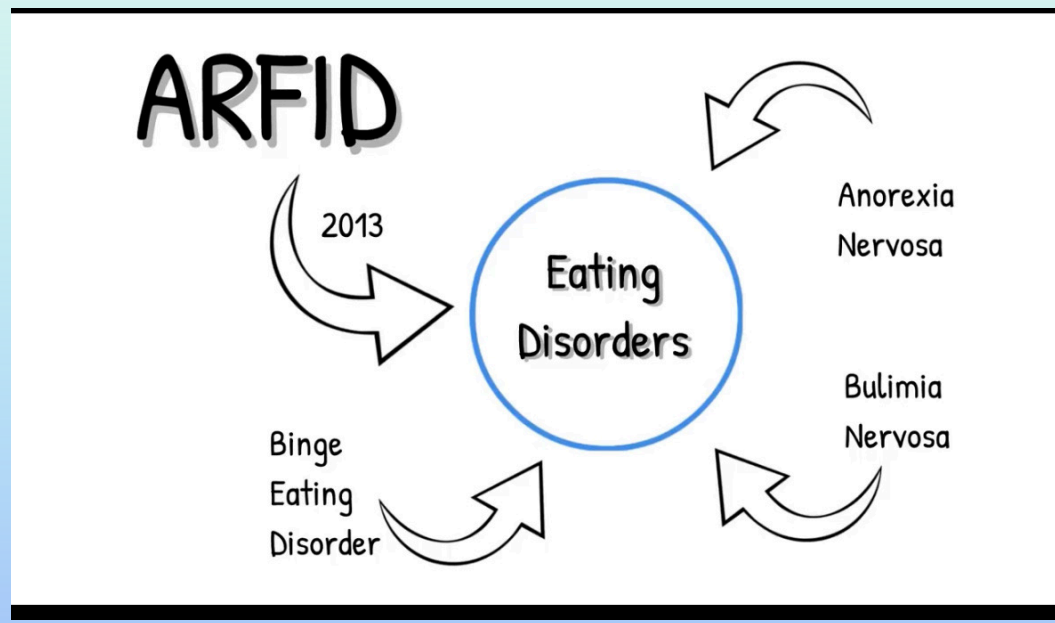 ARFID
2013
Eating
Disorders
Anorexia
Nervosa
Bulimia
Nervosa
Binge
Eating
Disorder